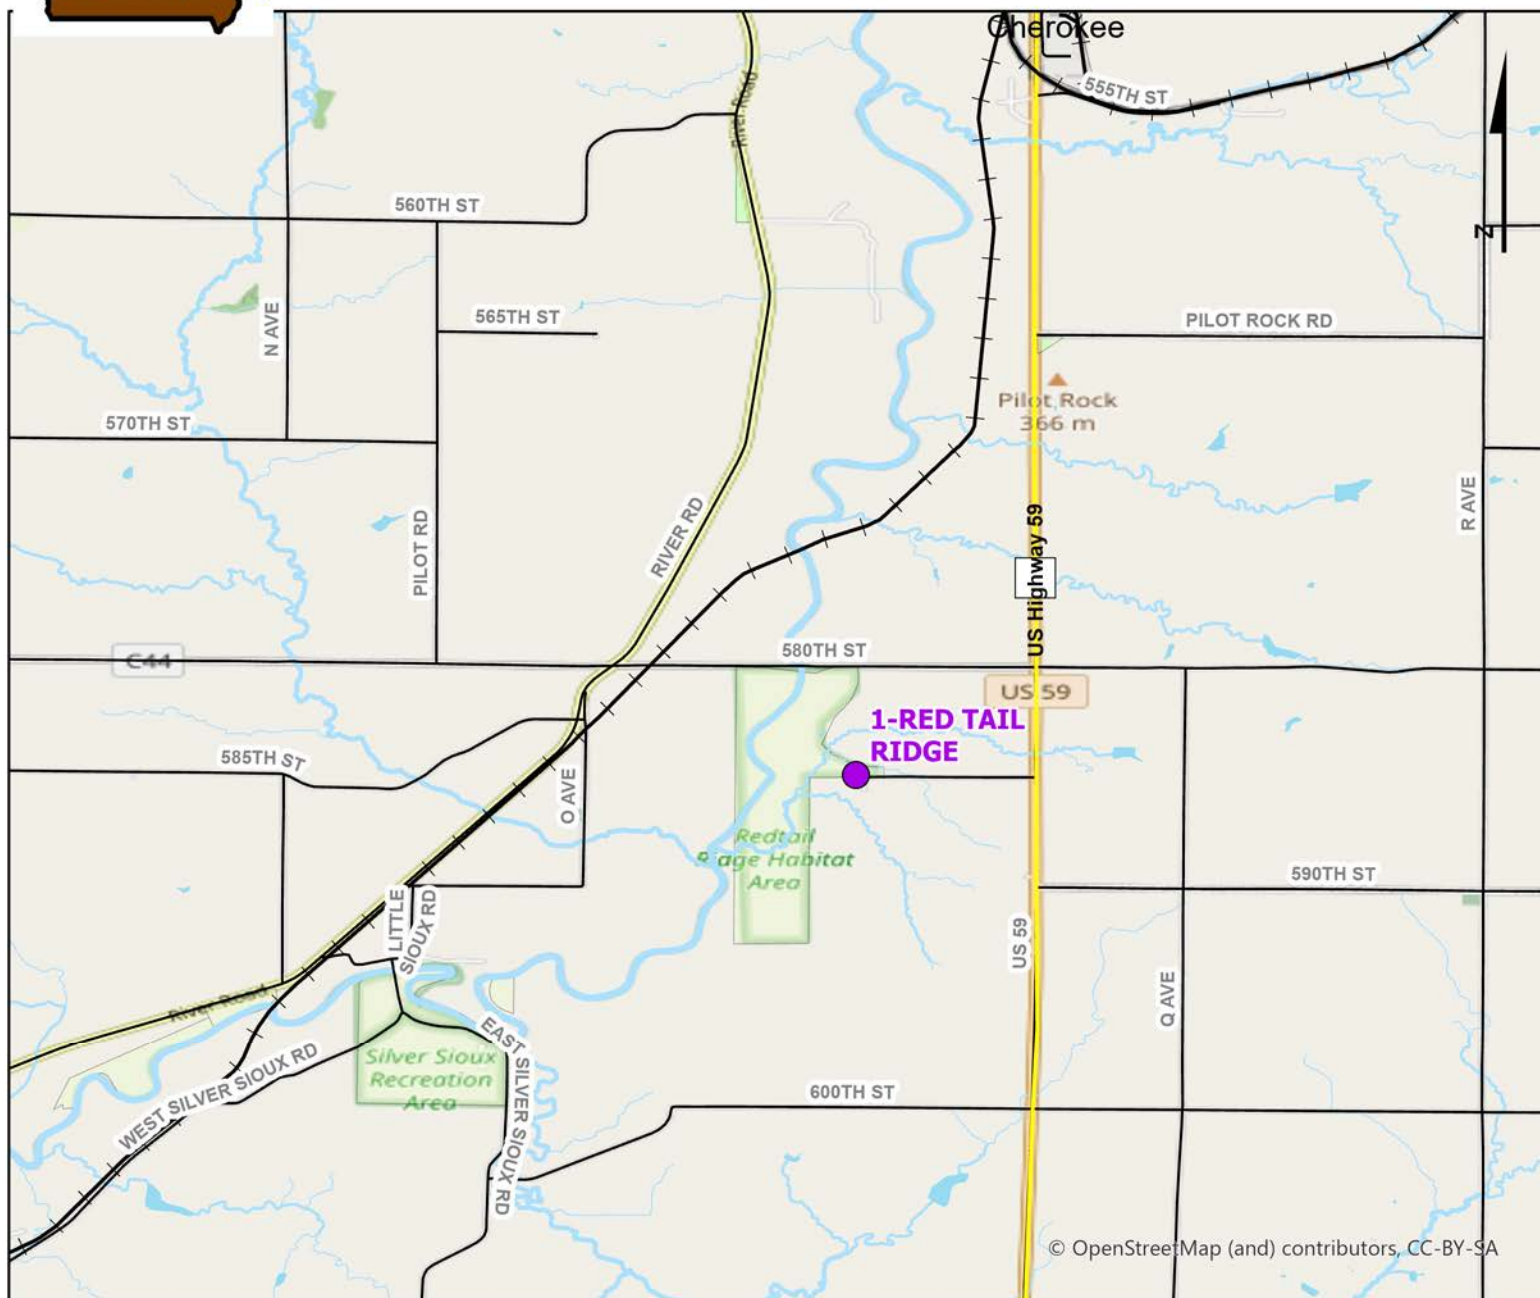 Cherokee
555TH ST
River Road
560TH ST
N AVE
565TH ST
PILOT ROCK RD
N
Pilot Rock
366 m
570TH ST
PILOT RD
RIVER RD
R AVE
US Highway 59
580TH ST
C44
US 59
1-RED TAIL
RIDGE
585TH ST
O AVE
Redtail
Ridge Habitat
Area
590TH ST
LITTLE
SIOUX RD
US 59
Q AVE
River Road
EAST SILVER SIOUX RD
Silver Sioux
Recreation
Area
WEST SILVER SIOUX RD
600TH ST
© OpenStreetMap (and) contributors, CC-BY-SA